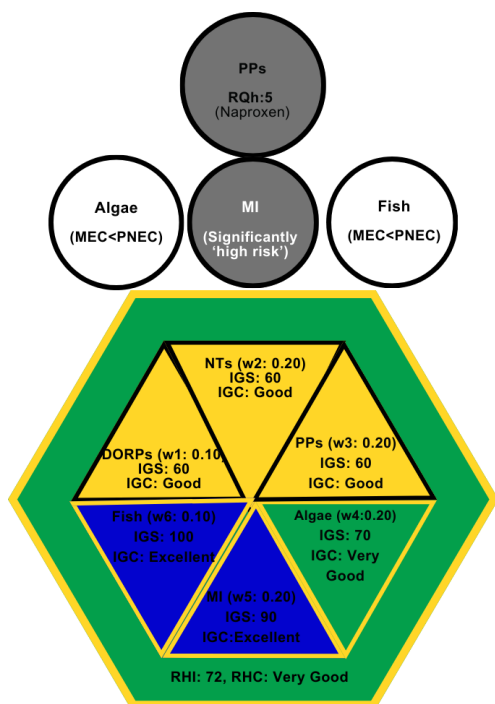 PPs
RQh:5
(Naproxen)
Algae
(MEC<PNEC)
MI
(Significantly
‘high risk’)
Fish
(MEC<PNEC)
NTs (w2: 0.20)
IGS: 60
IGC: Good
DORPs (w1: 0.10)
IGS: 60
IGC: Good
PPs (w3: 0.20)
IGS: 60
IGC: Good
Fish (w6: 0.10)
IGS: 100
IGC: Excellent
Algae (w4:0.20)
IGS: 70
IGC: Very
Good
MI (w5: 0.20)
IGS: 90
IGC:Excellent
RHI: 72, RHC: Very Good